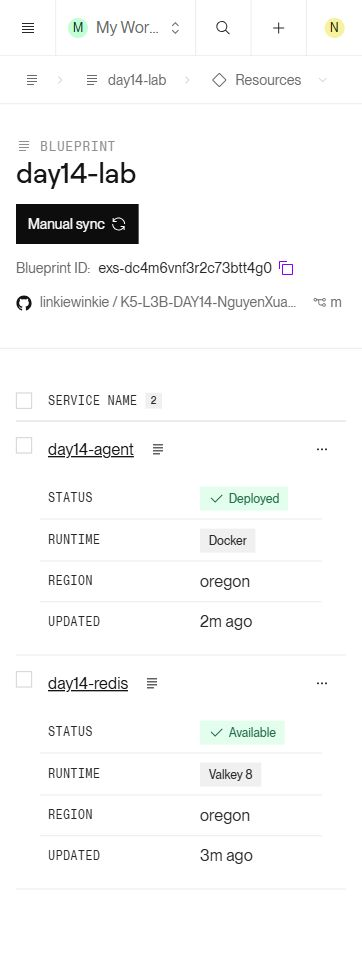 M My Wor... N
day14-lab Resources
BLUEPRINT
day14-lab
Manual sync
Blueprint ID: exs-dc4m6vnf3r2c73btt4g0
linkiewinkie / K5-L3B-DAY14-NguyenXua... m
SERVICE NAME 2
day14-agent ...
STATUS Deployed
RUNTIME Docker
REGION oregon
UPDATED 2m ago
day14-redis ...
STATUS Available
RUNTIME Valkey 8
REGION oregon
UPDATED 3m ago